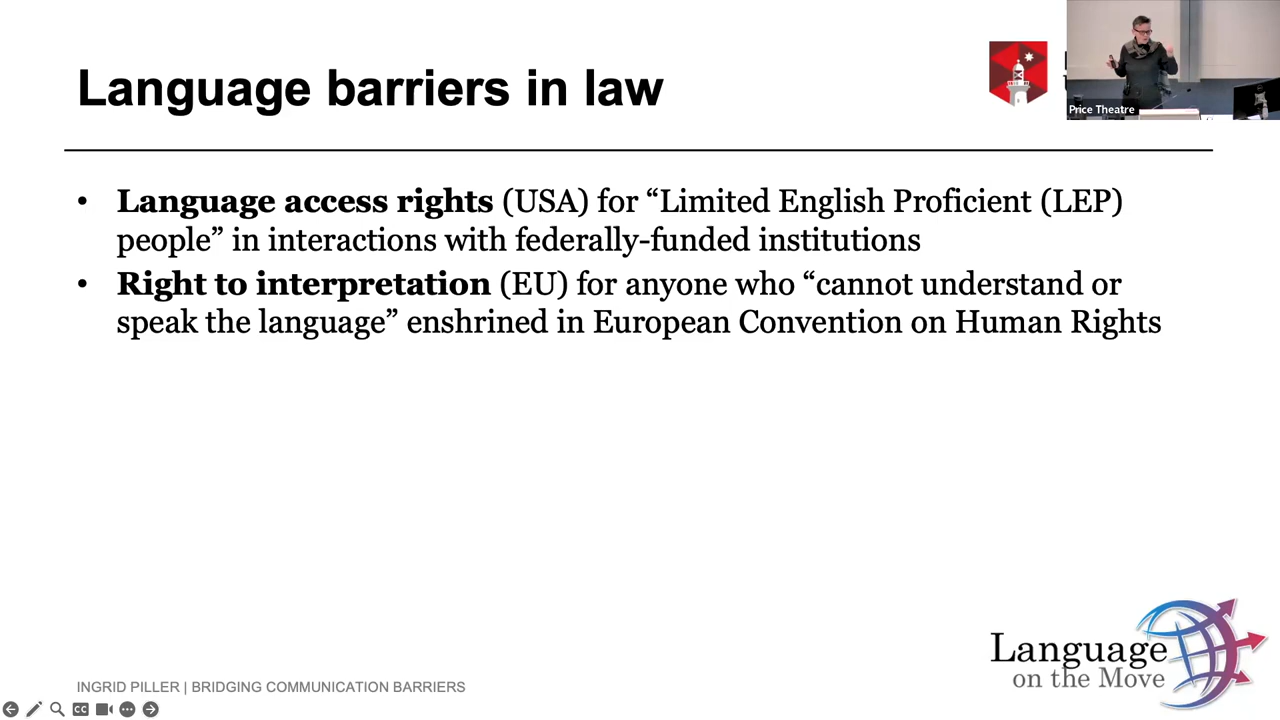 Language barriers in law
Price Theatre
• Language access rights (USA) for “Limited English Proficient (LEP)
people” in interactions with federally-funded institutions
• Right to interpretation (EU) for anyone who “cannot understand or
speak the language” enshrined in European Convention on Human Rights
Language
on the Move
INGRID PILLER | BRIDGING COMMUNICATION BARRIERS
CC